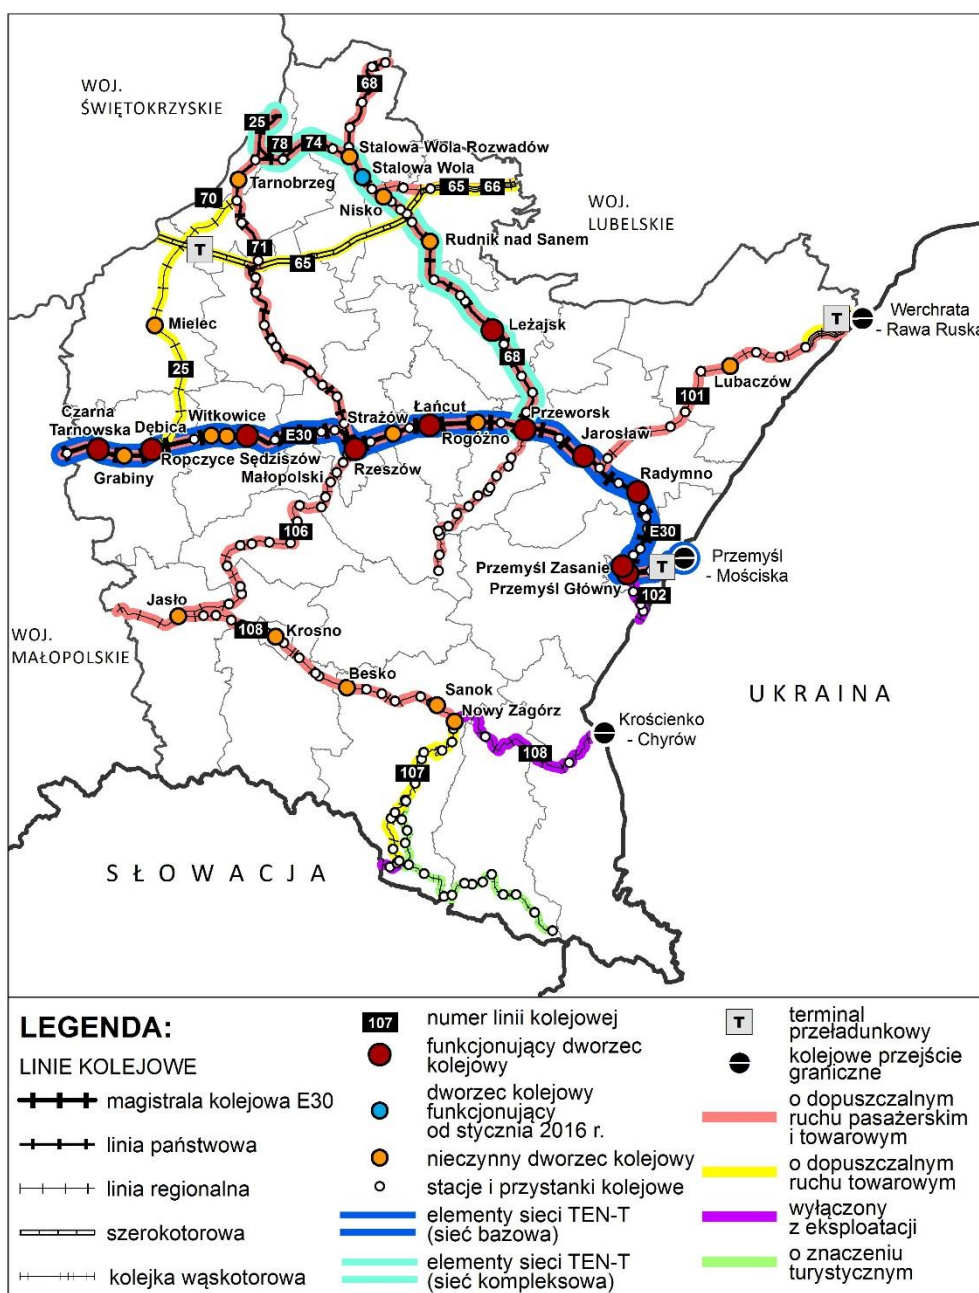 WOJ.
ŚWIĘTOKRZYSKIE
68
25
78
74
Stalowa Wola Rozwadów
Stalowa Wola
Tarnobrzeg
65
66
70
Nisko
WOJ.
LUBELSKIE
Rudnik nad Sanem
71
T
65
Werchrata
- Rawa Ruska
T
Mielec
Leżajsk
68
25
Lubaczów
101
Czarna
Tarnowska
Dębica
Witkowice
E30
Strażów
Łańcut
Przeworsk
Jarosław
Grabiny
Ropczyce
Sędziszów
Małopolski
Rzeszów
Rogóżno
Radymno
106
E30
Przemyśl Zasanie
Przemyśl Główny
T
Przemyśl
- Mościska
102
Jasło
108
Krosno
WOJ.
MAŁOPOLSKIE
Besko
Sanok
Nowy Zagórz
UKRAINA
Krościenko
- Chyrów
108
107
SŁOWACJA
LEGENDA:
LINIE KOLEJOWE
magistrala kolejowa E30
linia państwowa
linia regionalna
szerokotorowa
kolejka wąskotorowa
107
numer linii kolejowej
funkcjonujący dworzec
kolejowy
dworzec kolejowy
funkcjonujący
od stycznia 2016 r.
nieczynny dworzec kolejowy
stacje i przystanki kolejowe
elementy sieci TEN-T
(sieć bazowa)
elementy sieci TEN-T
(sieć kompleksowa)
T
terminal
przeładunkowy
kolejowe przejście
graniczne
o dopuszczalnym
ruchu pasażerskim
i towarowym
o dopuszczalnym
ruchu towarowym
wyłączony
z eksploatacji
o znaczeniu
turystycznym